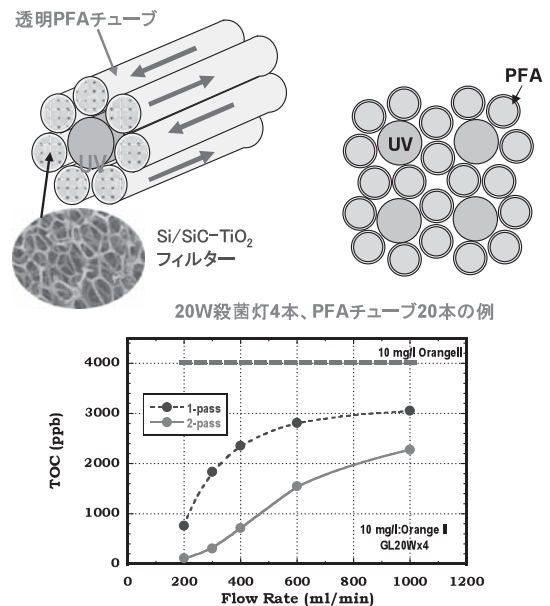 透明PFAチューブ
PFA
UV
UV
Si/SiC-TiO₂
フィルター
20W殺菌灯4本、PFAチューブ20本の例
4000
3000
2000
1000
0
TOC (ppb)
10 mg/l OrangeII
1-pass
2-pass
10 mg/l:Orange II
GL20Wx4
0 200 400 600 800 1000 1200
Flow Rate (ml/min)